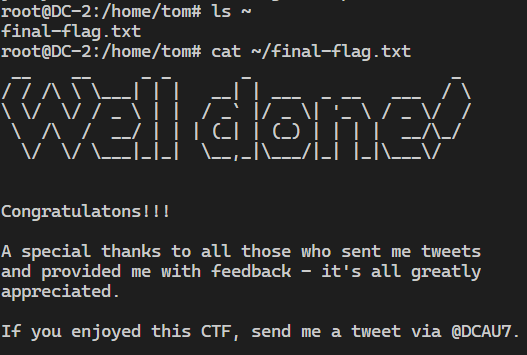 root@DC-2:/home/tom# ls ~
final-flag.txt
root@DC-2:/home/tom# cat ~/final-flag.txt
Well done!
Congratulatons!!!
A special thanks to all those who sent me tweets
and provided me with feedback - it's all greatly
appreciated.
If you enjoyed this CTF, send me a tweet via @DCAU7.